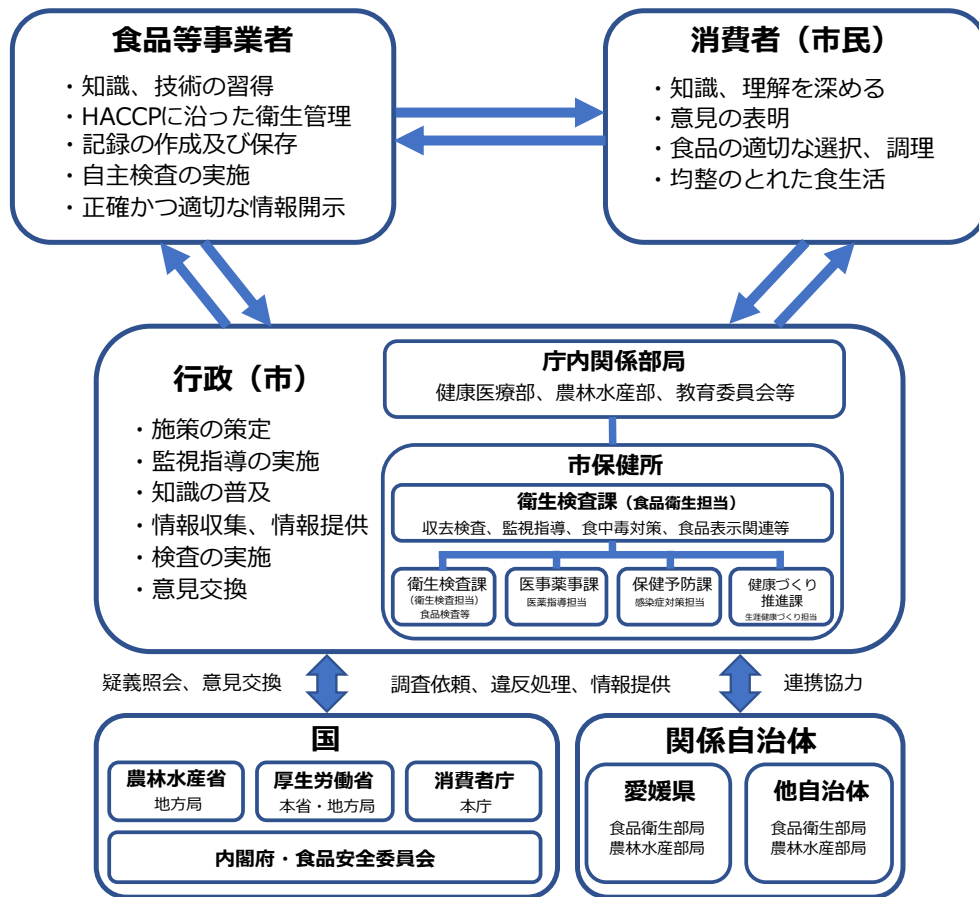 食品等事業者
・知識、技術の習得
・HACCPに沿った衛生管理
・記録の作成及び保存
・自主検査の実施
・正確かつ適切な情報開示
消費者（市民）
・知識、理解を深める
・意見の表明
・食品の適切な選択、調理
・均整のとれた食生活
行政（市）
・施策の策定
・監視指導の実施
・知識の普及
・情報収集、情報提供
・検査の実施
・意見交換
庁内関係部局
健康医療部、農林水産部、教育委員会等
市保健所
衛生検査課（食品衛生担当）
収去検査、監視指導、食中毒対策、食品表示関連等
衛生検査課
（衛生検査担当）
食品検査等
医事薬事課
医薬指導担当
保健予防課
感染症対策担当
健康づくり
推進課
生涯健康づくり担当
疑義照会、意見交換
調査依頼、違反処理、情報提供
連携協力
国
農林水産省
地方局
厚生労働省
本省・地方局
消費者庁
本庁
内閣府・食品安全委員会
関係自治体
愛媛県
食品衛生部局
農林水産部局
他自治体
食品衛生部局
農林水産部局